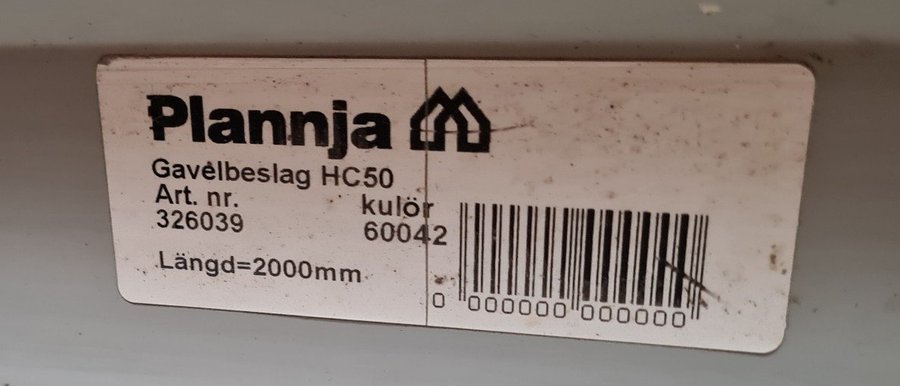 Plannja
Gavelbeslag HC50
Art. nr. kulör
326039 60042
Längd=2000mm
0 000000 000000